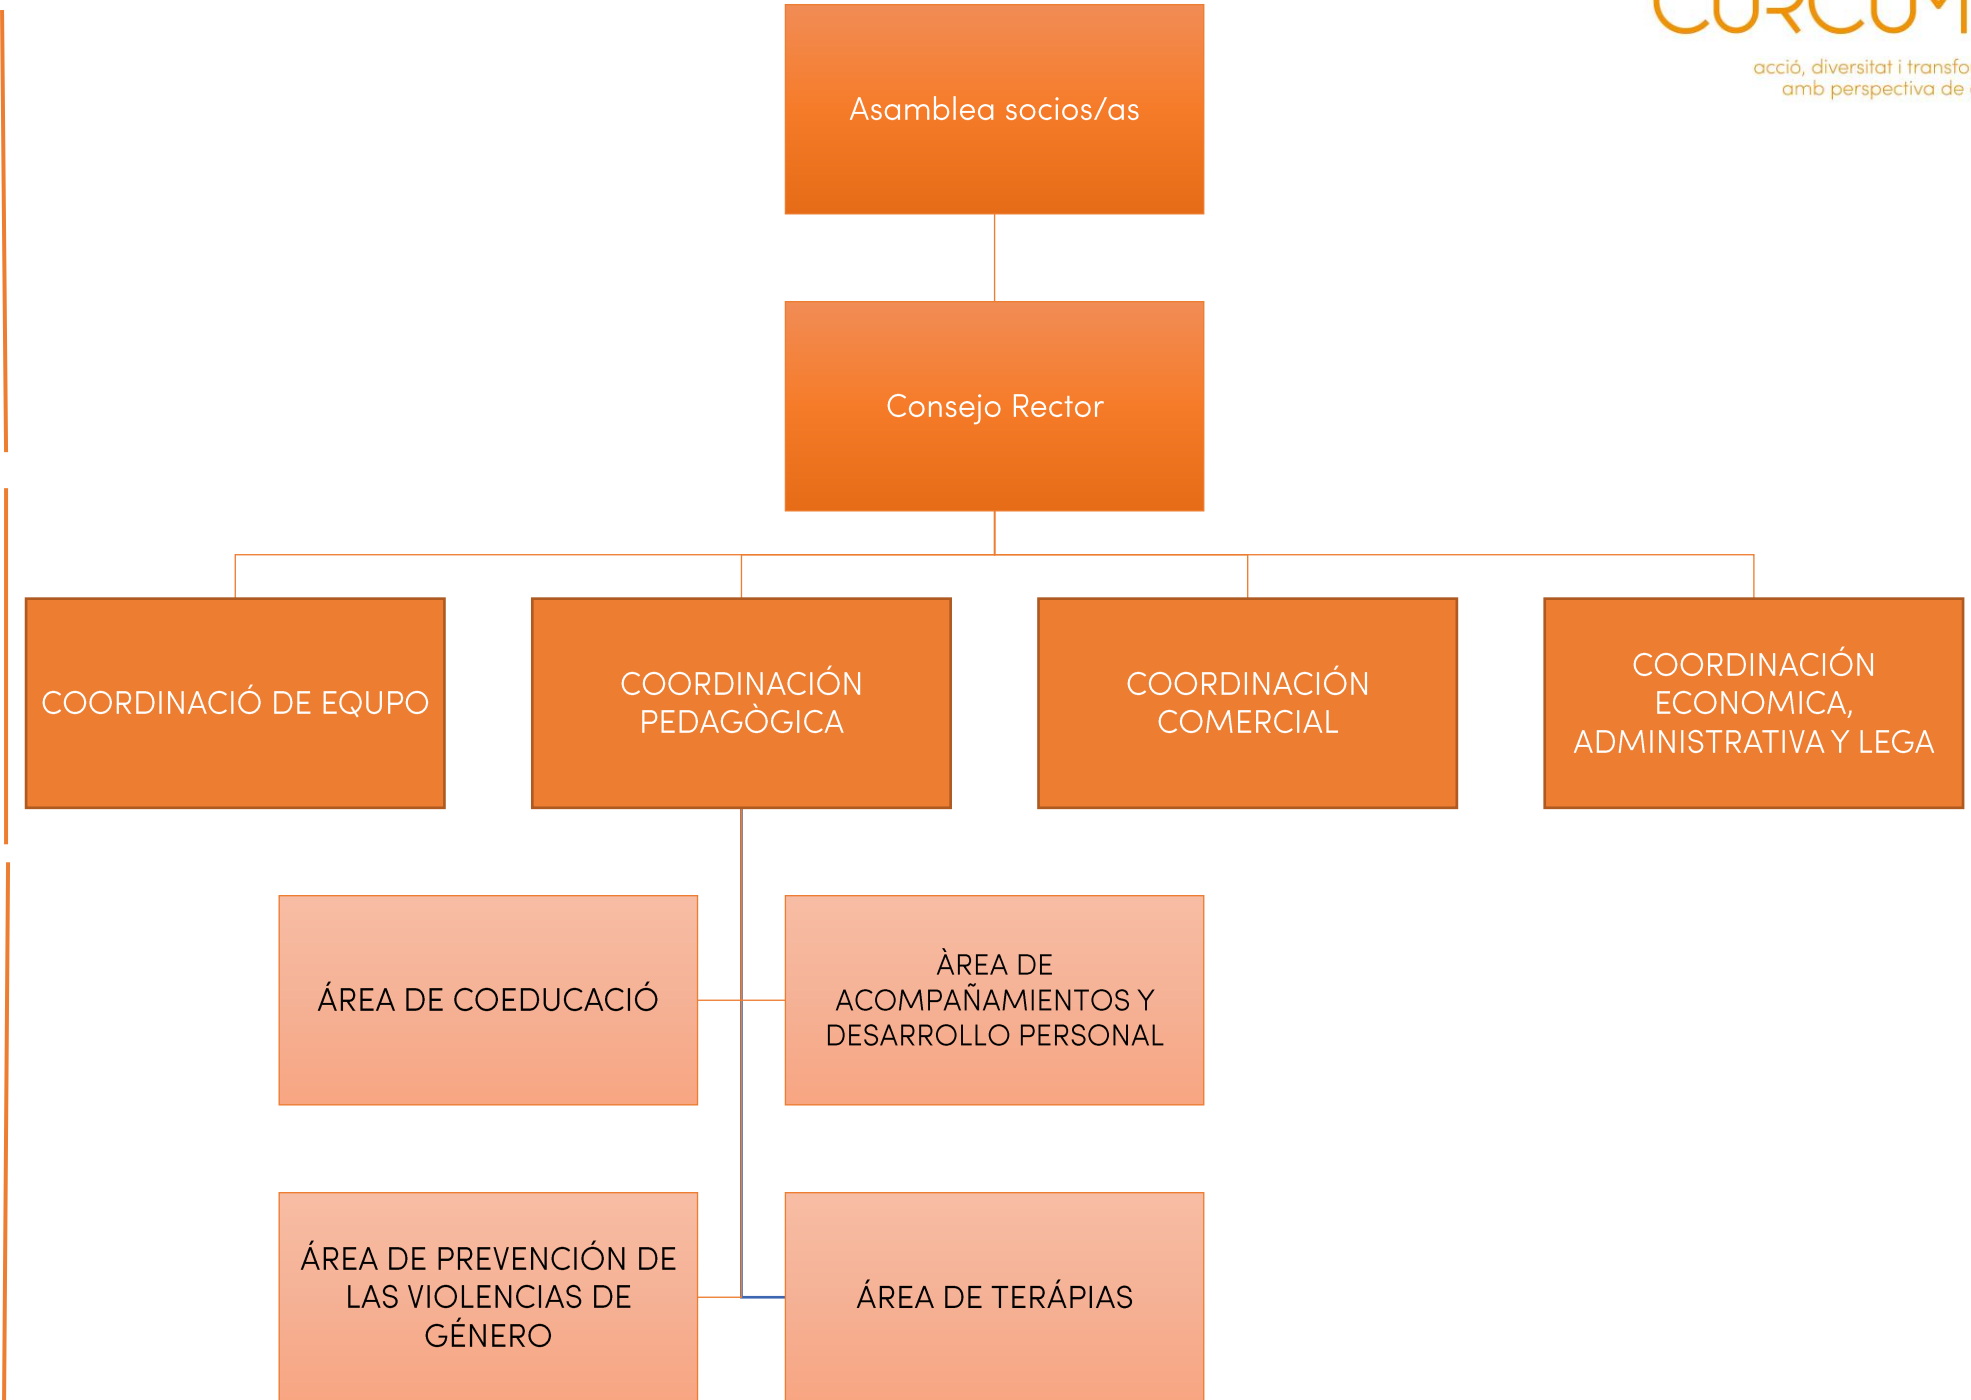 acció, diversitat i
amb perspectiva de
Asamblea socios/as
Consejo Rector
COORDINACIÓ DE EQUPO
COORDINACIÓN
PEDAGÒGICA
COORDINACIÓN
COMERCIAL
COORDINACIÓN
ECONOMICA,
ADMINISTRATIVA Y LEGA
ÁREA DE COEDUCACIÓ
ÀREA DE
ACOMPAÑAMIENTOS Y
DESARROLLO PERSONAL
ÁREA DE PREVENCIÓN DE
LAS VIOLENCIAS DE
GÉNERO
ÁREA DE TERÁPIAS